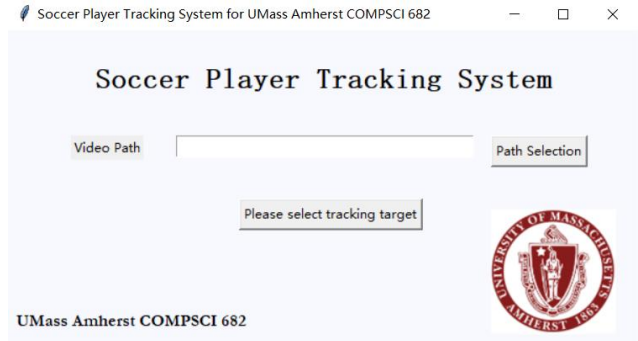 Soccer Player Tracking System for UMass Amherst COMPSCI 682
Soccer Player Tracking System
Video Path
Path Selection
Please select tracking target
UNIVERSITY OF MASSACHUSETTS
AMHERST 1863
UMass Amherst COMPSCI 682